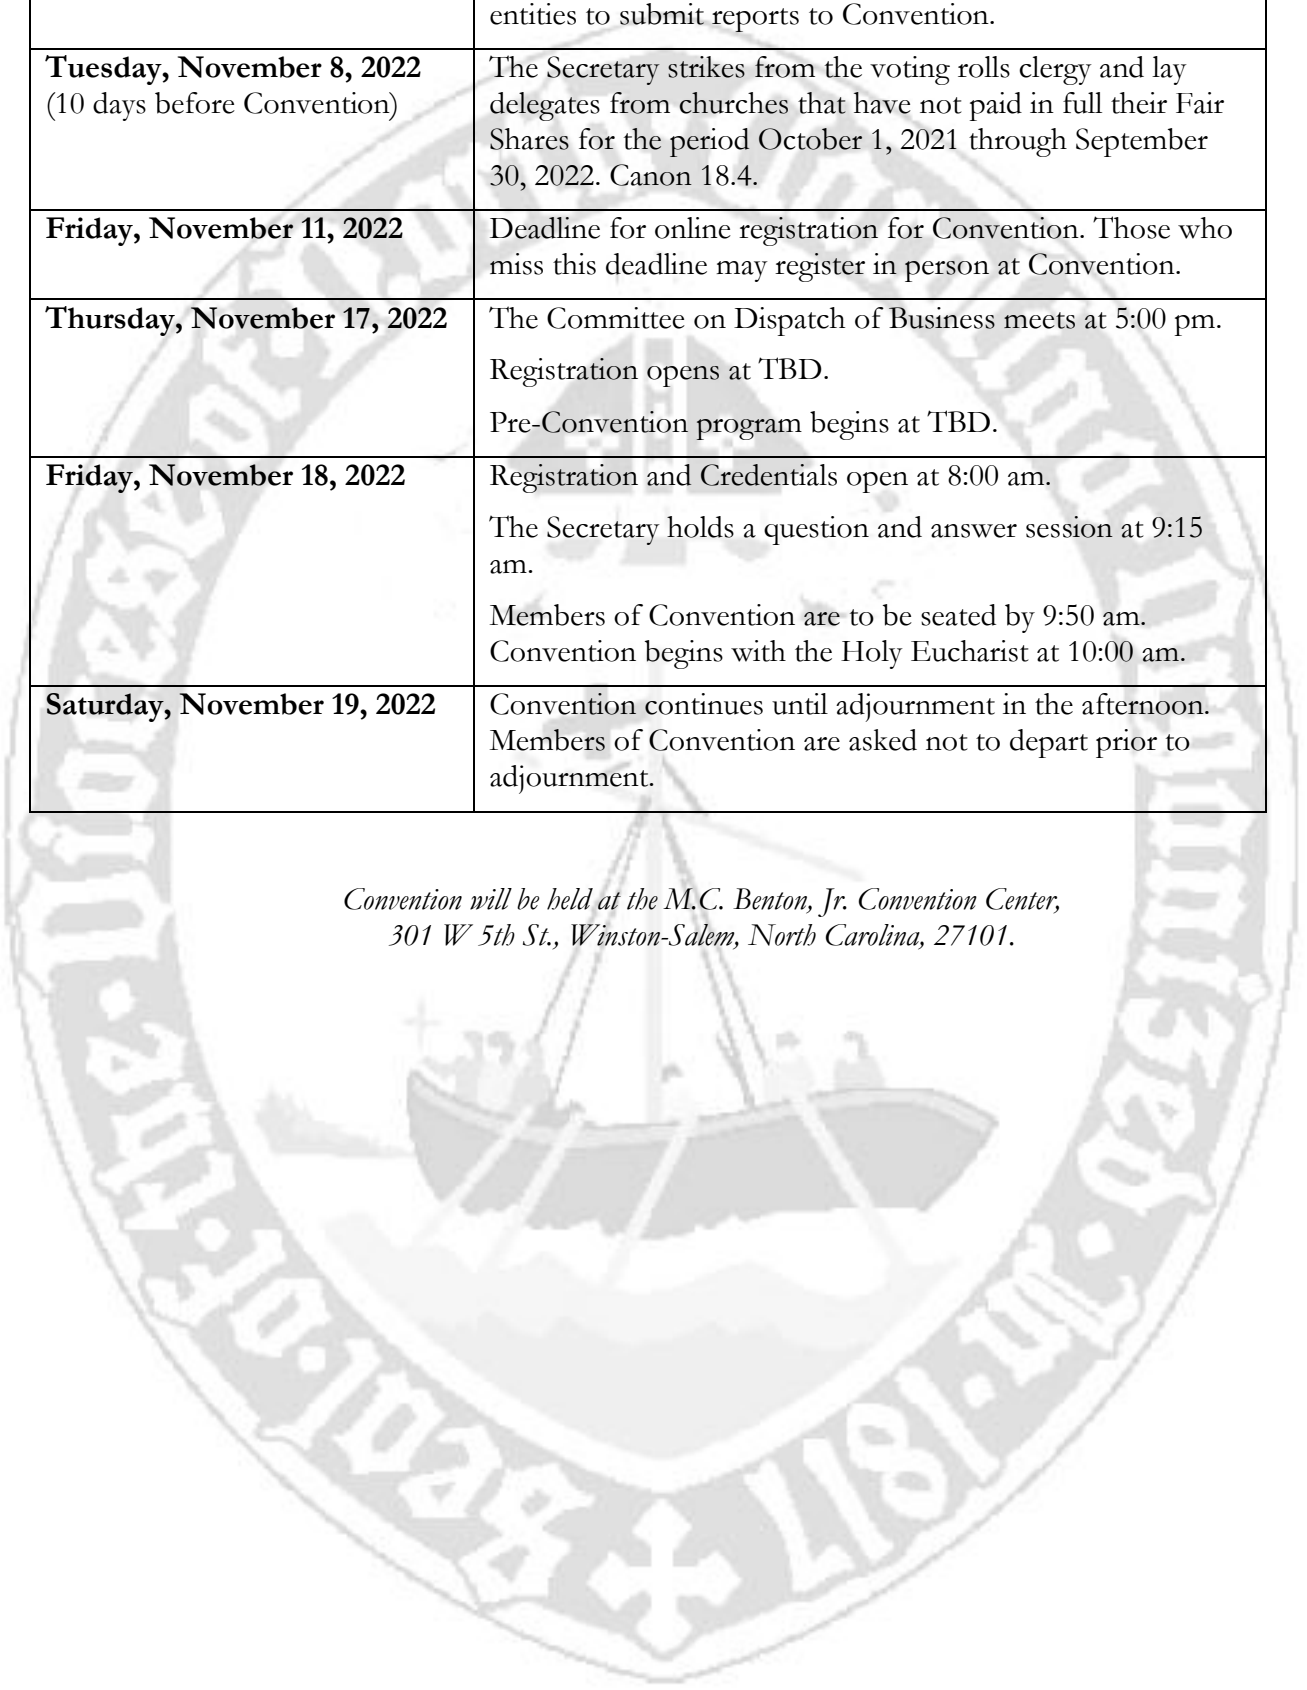 entities to submit reports to Convention.
Tuesday, November 8, 2022
(10 days before Convention)
The Secretary strikes from the voting rolls clergy and lay
delegates from churches that have not paid in full their Fair
Shares for the period October 1, 2021 through September
30, 2022. Canon 18.4.
Friday, November 11, 2022
Deadline for online registration for Convention. Those who
miss this deadline may register in person at Convention.
Thursday, November 17, 2022
The Committee on Dispatch of Business meets at 5:00 pm.
Registration opens at TBD.
Pre-Convention program begins at TBD.
Friday, November 18, 2022
Registration and Credentials open at 8:00 am.
The Secretary holds a question and answer session at 9:15
am.
Members of Convention are to be seated by 9:50 am.
Convention begins with the Holy Eucharist at 10:00 am.
Saturday, November 19, 2022
Convention continues until adjournment in the afternoon.
Members of Convention are asked not to depart prior to
adjournment.
Convention will be held at the M.C. Benton, Jr. Convention Center,
301 W 5th St., Winston-Salem, North Carolina, 27101.
Seal·of·the·Diocese·of·North·Carolina·Organized·In·1817